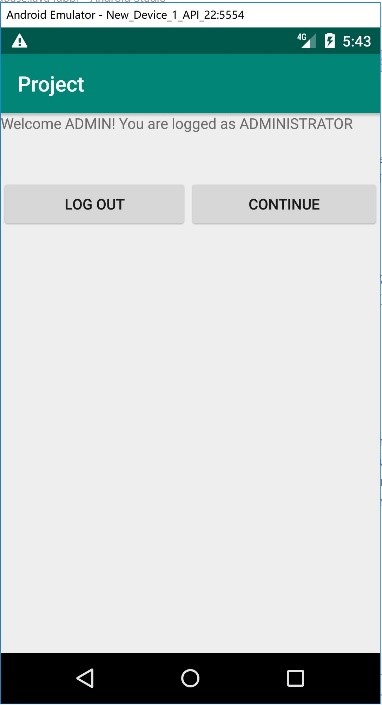 Android Emulator - New_Device_1_API_22:5554
4G 5:43
Project
Welcome ADMIN! You are logged as ADMINISTRATOR
LOG OUT CONTINUE